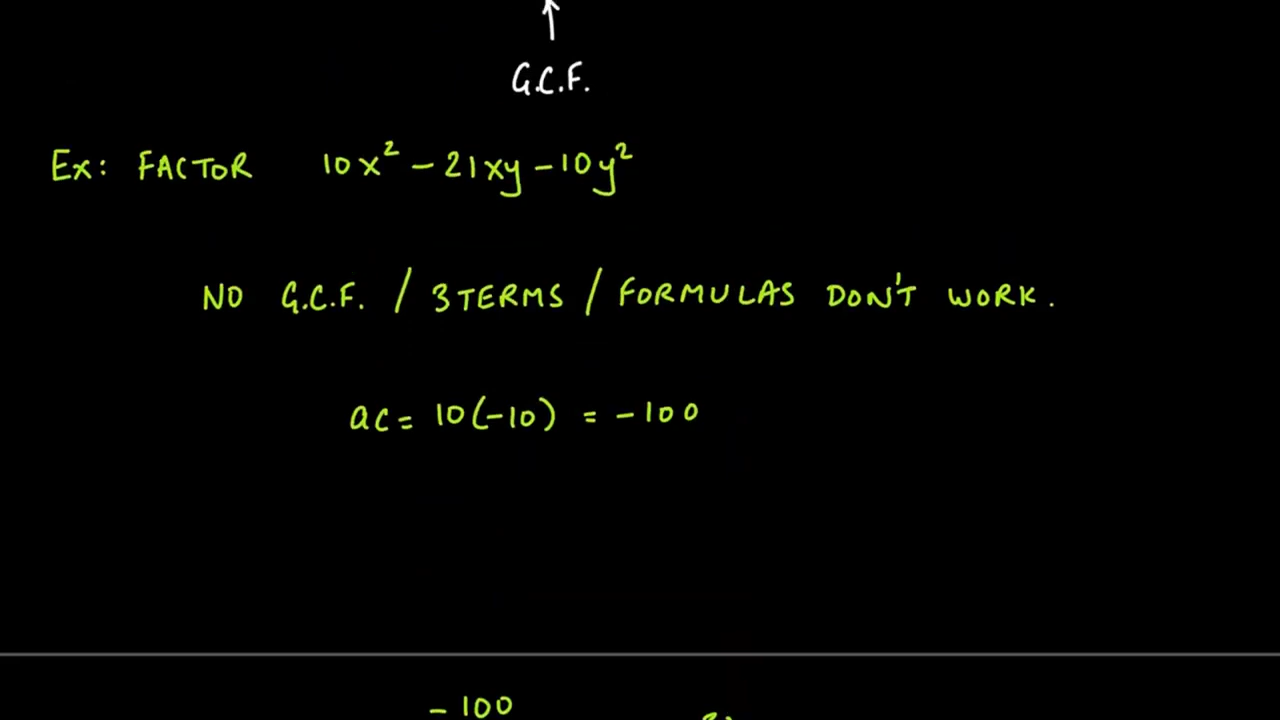 ↑
G.C.F.
Ex: FACTOR 10x² - 21xy - 10y²
NO G.C.F. / 3 TERMS / FORMULAS DON'T WORK.
ac = 10(-10) = -100
-100